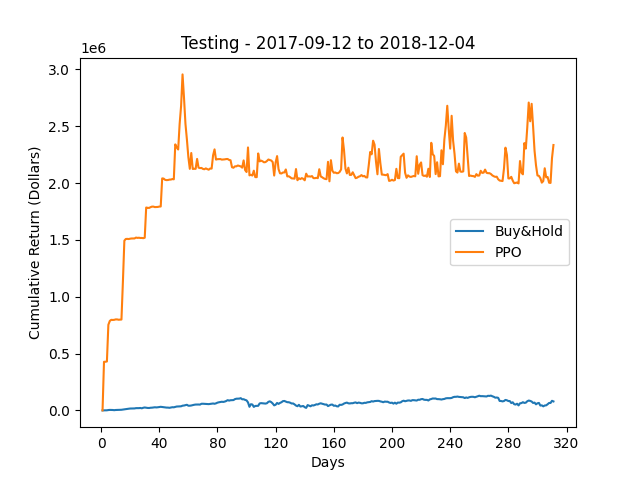 Testing - 2017-09-12 to 2018-12-04
1e6
3.0
2.5
2.0
1.5
1.0
0.5
0.0
Cumulative Return (Dollars)
Buy&Hold
PPO
0 40 80 120 160 200 240 280 320
Days